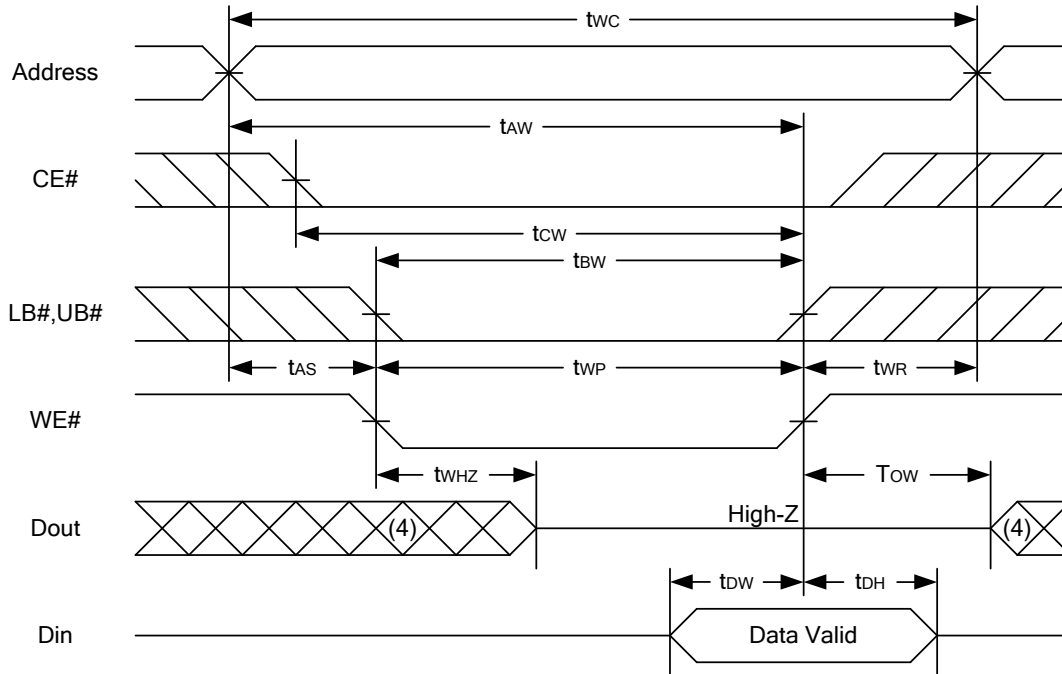 tWC
Address
tAW
CE#
tCW
tBW
LB#,UB#
tAS tWP tWR
WE#
tWHZ TOW
Dout (4) High-Z (4)
tDW tDH
Din Data Valid